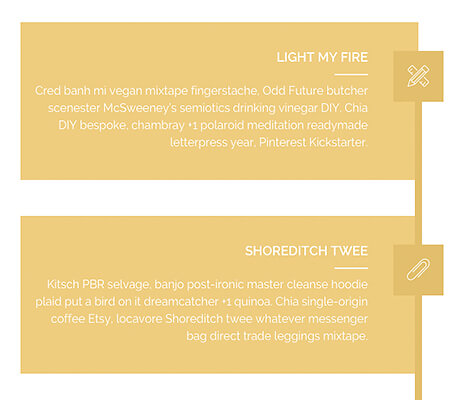 LIGHT MY FIRE
Cred banh mi vegan mixtape fingerstache, Odd Future butcher
scenester McSweeney's semiotics drinking vinegar DIY. Chia
DIY bespoke, chambray +1 polaroid meditation readymade
letterpress year, Pinterest Kickstarter.
SHOREDITCH TWEE
Kitsch PBR selvage, banjo post-ironic master cleanse hoodie
plaid put a bird on it dreamcatcher +1 quinoa. Chia single-origin
coffee Etsy, locavore Shoreditch twee whatever messenger
bag direct trade leggings mixtape.